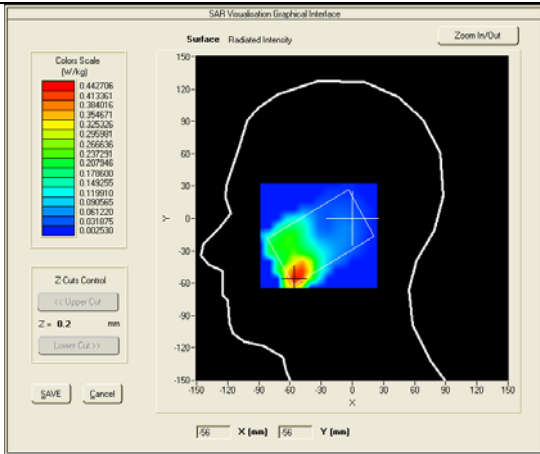 SAR Visualisation Graphical Interface
Surface Radiated Intensity
Zoom In/Out
Colors Scale
(W/kg)
0.442706
0.413361
0.384016
0.354671
0.325326
0.295981
0.266636
0.237291
0.207946
0.178600
0.149255
0.119910
0.090565
0.061220
0.031875
0.002530
Z Cuts Control
<< Upper Cut
Z = 0.2 mm
Lower Cut >>
SAVE Cancel
150-
120-
90-
60-
30-
0-
-30-
-60-
-90-
-120-
-150-
Y
-150 -120 -90 -60 -30 0 30 60 90 120 150
X
-56 X (mm) -56 Y (mm)